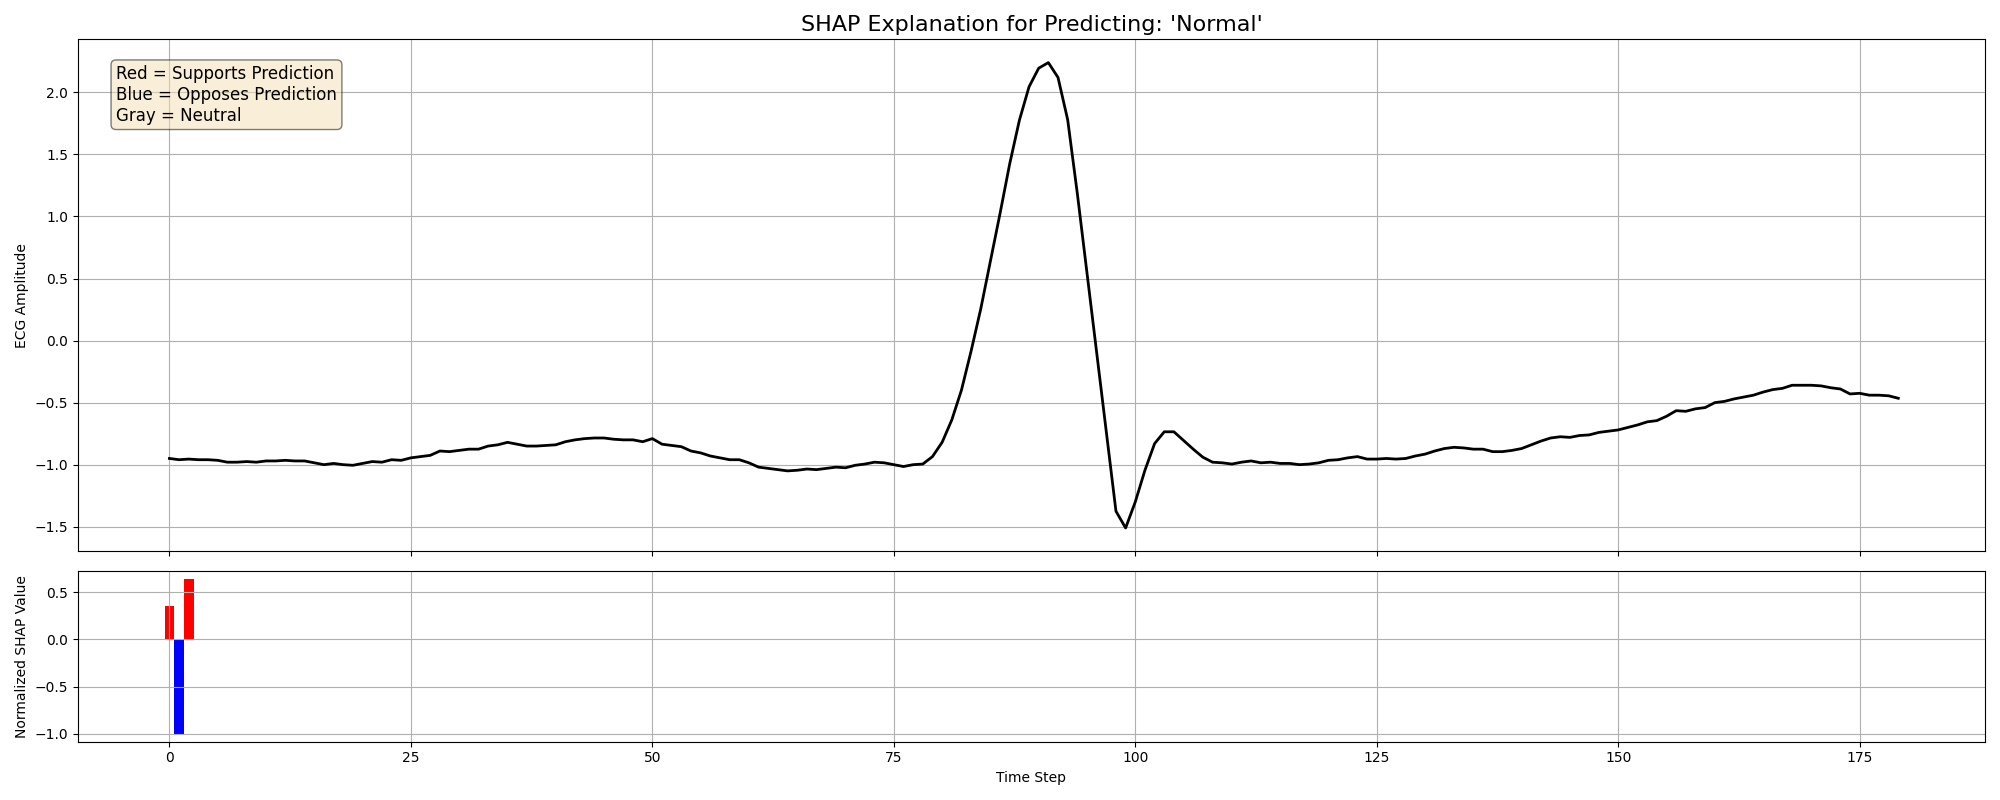 SHAP Explanation for Predicting: 'Normal'
Red = Supports Prediction
Blue = Opposes Prediction
Gray = Neutral
ECG Amplitude
2.0
1.5
1.0
0.5
0.0
−0.5
−1.0
−1.5
Normalized SHAP Value
0.5
0.0
−0.5
−1.0
0 25 50 75 100 125 150 175
Time Step